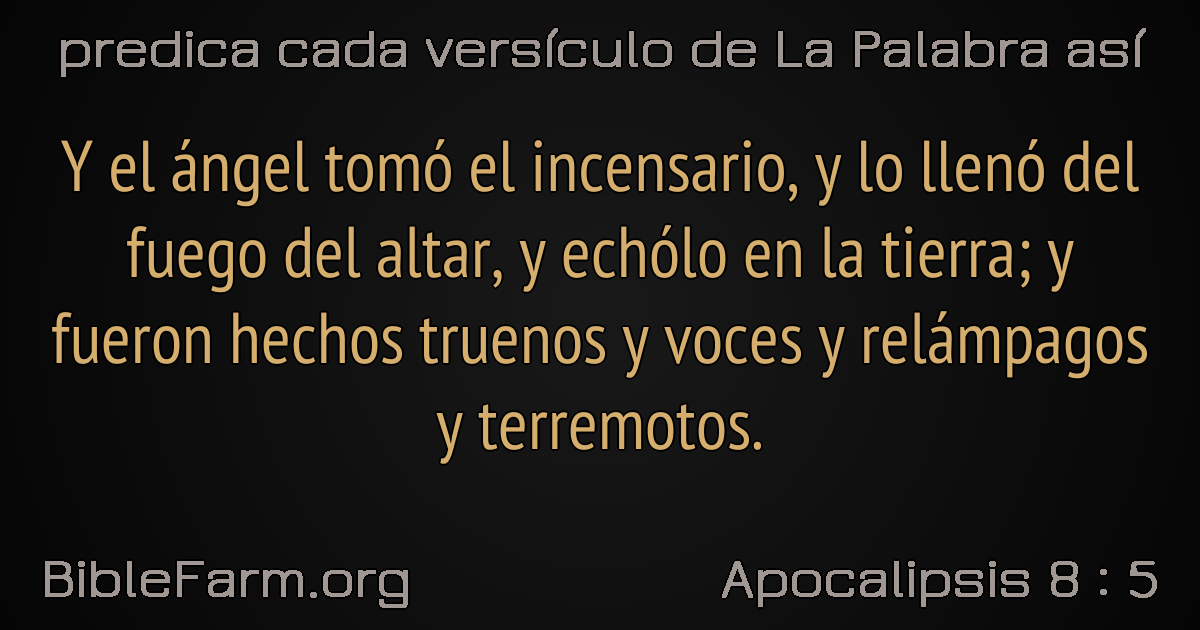 predica cada versículo de La Palabra así
Y el ángel tomó el incensario, y lo llenó del
fuego del altar, y echólo en la tierra; y
fueron hechos truenos y voces y relámpagos
y terremotos.
BibleFarm.org
Apocalipsis 8 : 5